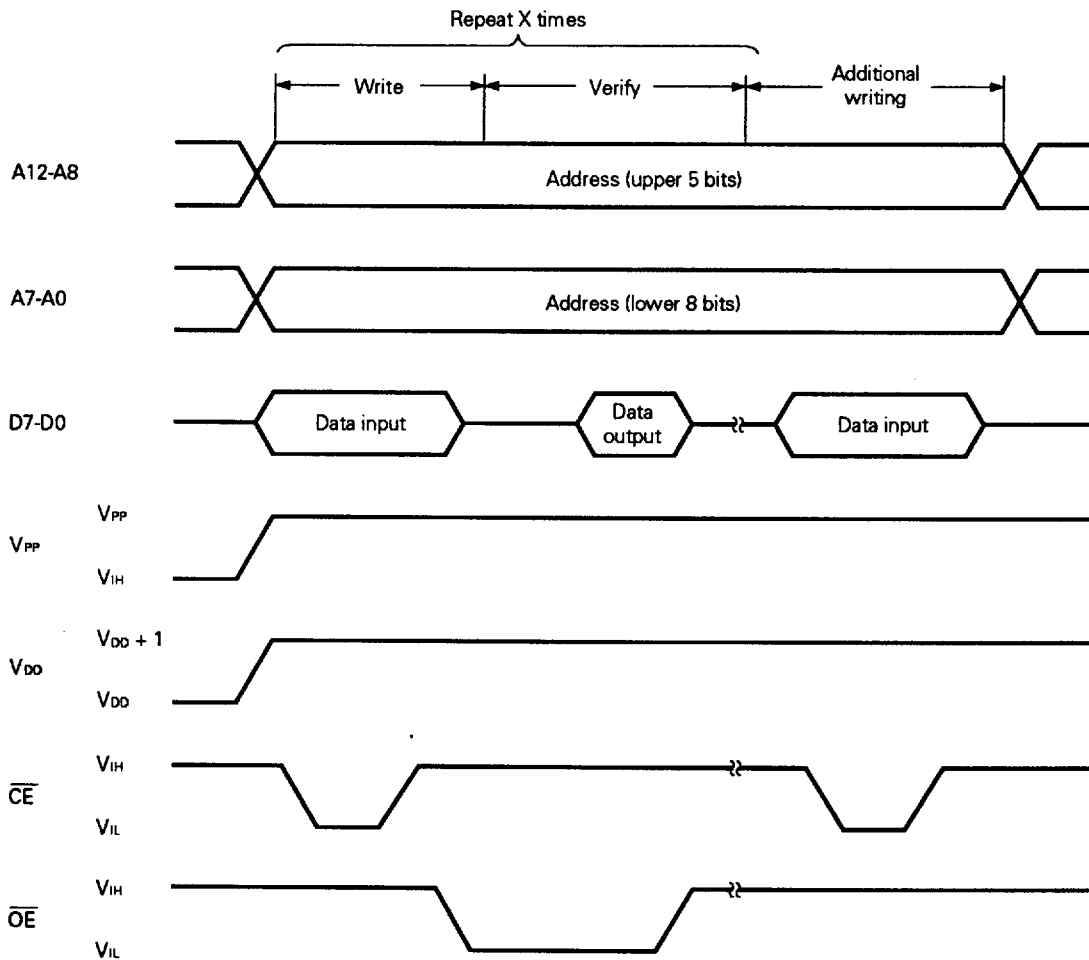 Repeat X times
Write
Verify
Additional
writing
A12-A8
Address (upper 5 bits)
A7-A0
Address (lower 8 bits)
D7-D0
Data input
Data
output
Data input
VPP
VPP
VIH
VDD + 1
VDD
VDD
VIH
CE
VIL
VIH
OE
VIL